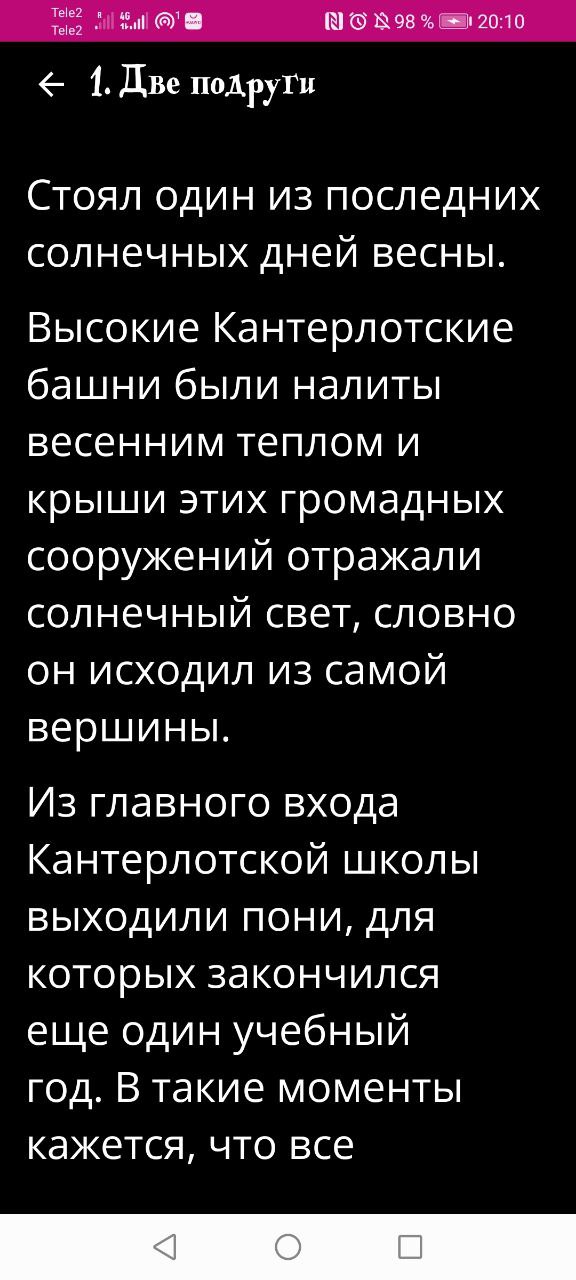 Tele2
Tele2
R
4G
1
98 %
20:10
1. Две подруги
Стоял один из последних
солнечных дней весны.
Высокие Кантерлотские
башни были налиты
весенним теплом и
крыши этих громадных
сооружений отражали
солнечный свет, словно
он исходил из самой
вершины.
Из главного входа
Кантерлотской школы
выходили пони, для
которых закончился
еще один учебный
год. В такие моменты
кажется, что все